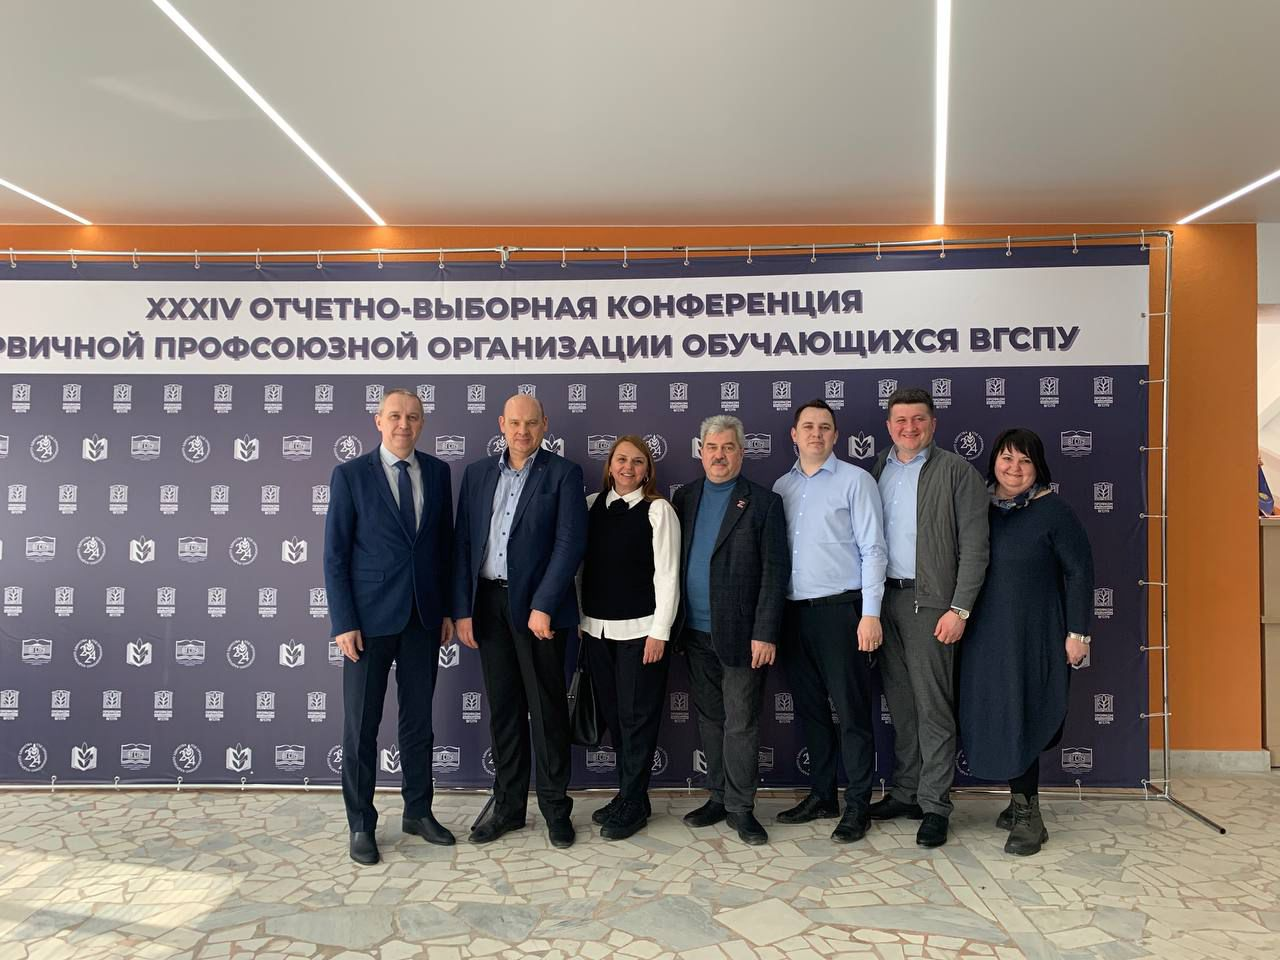 XXXIV ОТЧЕТНО-ВЫБОРНАЯ КОНФЕРЕНЦИЯ
РВИЧНОЙ ПРОФСОЮЗНОЙ ОРГАНИЗАЦИИ ОБУЧАЮЩИХСЯ ВГСПУ